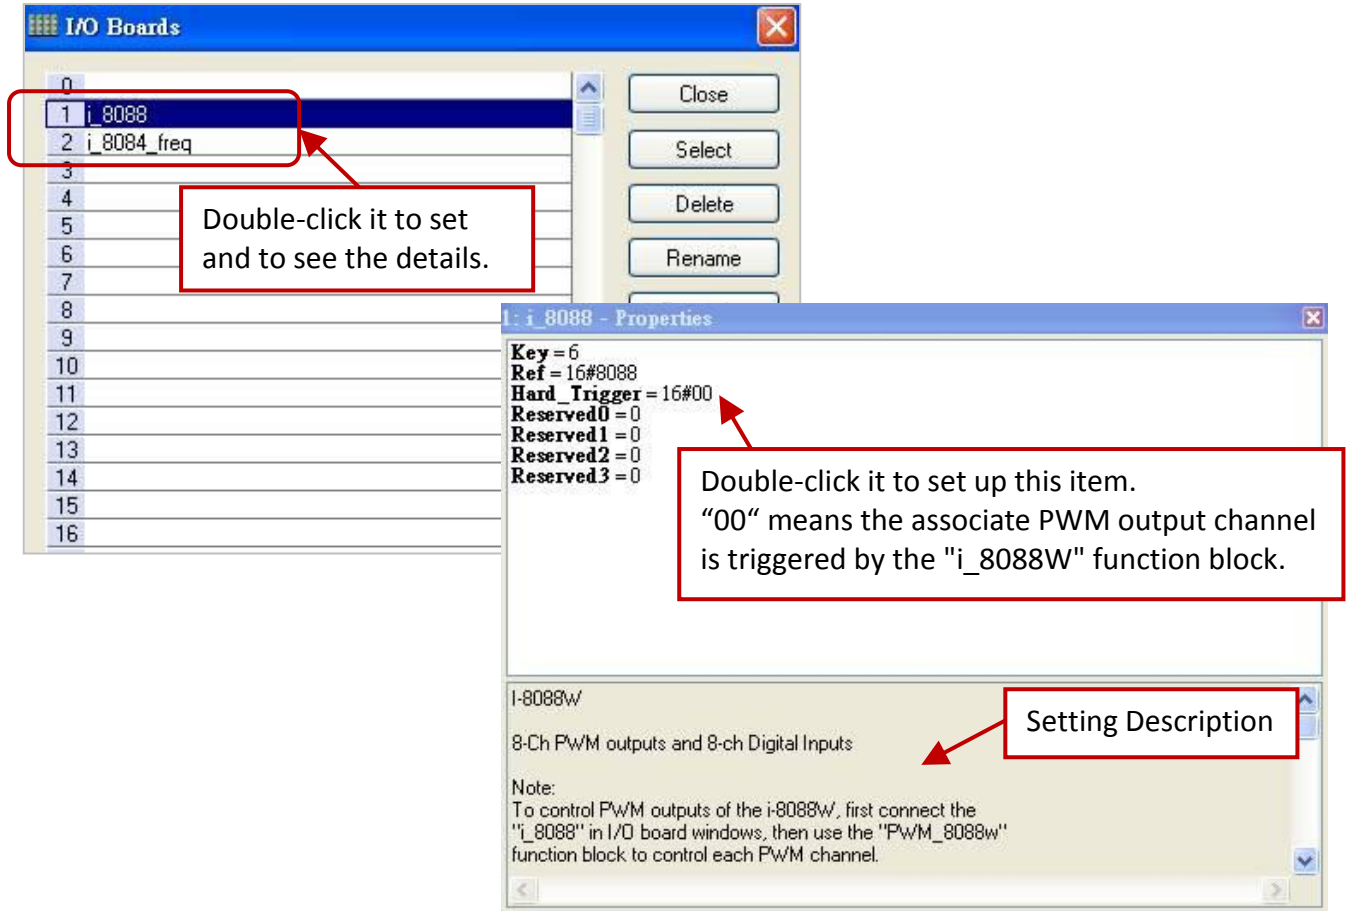 I/O Boards
0
1 i_8088
2 i_8084_freq
3
4
5
6
7
8
9
10
11
12
13
14
15
16
Close
Select
Delete
Rename
Double-click it to set
and to see the details.
1: i_8088 - Properties
Key = 6
Ref = 16#8088
Hard_Trigger = 16#00
Reserved0 = 0
Reserved1 = 0
Reserved2 = 0
Reserved3 = 0
Double-click it to set up this item.
“00“ means the associate PWM output channel
is triggered by the "i_8088W" function block.
I-8088W
8-Ch PWM outputs and 8-ch Digital Inputs
Note:
To control PWM outputs of the i-8088W, first connect the
"i_8088" in I/O board windows, then use the "PWM_8088w"
function block to control each PWM channel.
Setting Description